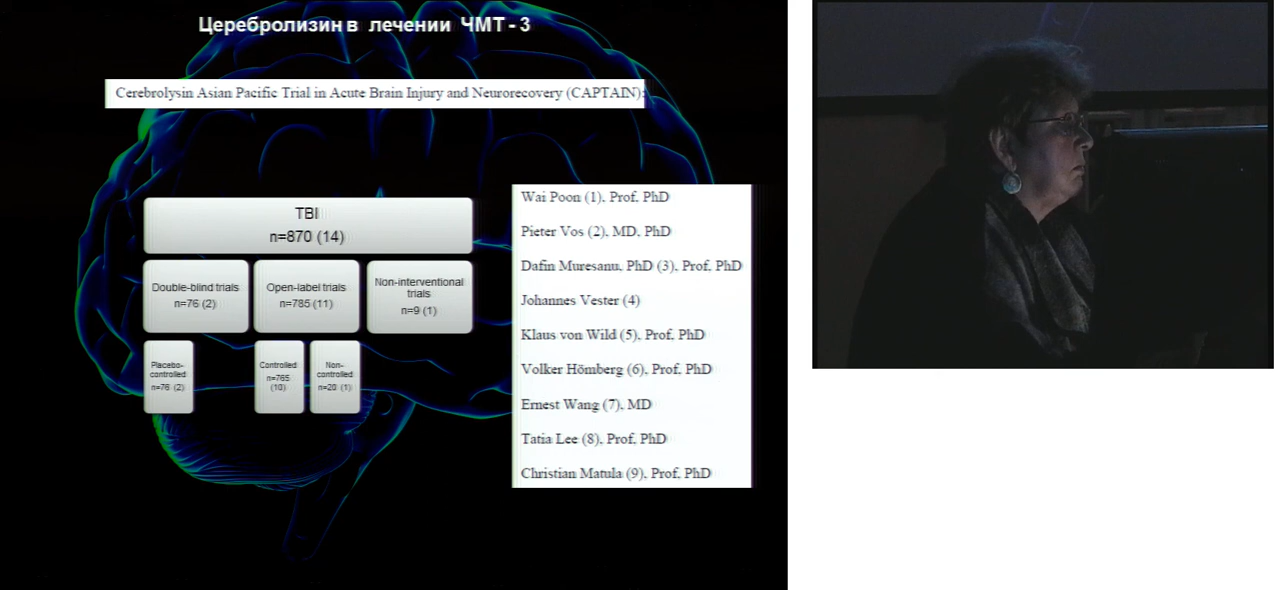 Церебролизин в лечении ЧМТ - 3
Cerebrolysin Asian Pacific Trial in Acute Brain Injury and Neurorecovery (CAPTAIN):
TBI
n=870 (14)
Double-blind trials
n=76 (2)
Open-label trials
n=785 (11)
Non-interventional
trials
n=9 (1)
Placebo-
controlled
n=76 (2)
Controlled
n=765
(10)
Non-
controlled
n=20 (1)
Wai Poon (1), Prof. PhD
Pieter Vos (2), MD, PhD
Dafin Muresanu, PhD (3), Prof, PhD
Johannes Vester (4)
Klaus von Wild (5), Prof. PhD
Volker Hömberg (6), Prof, PhD
Ernest Wang (7), MD
Tatia Lee (8), Prof, PhD
Christian Matula (9), Prof, PhD